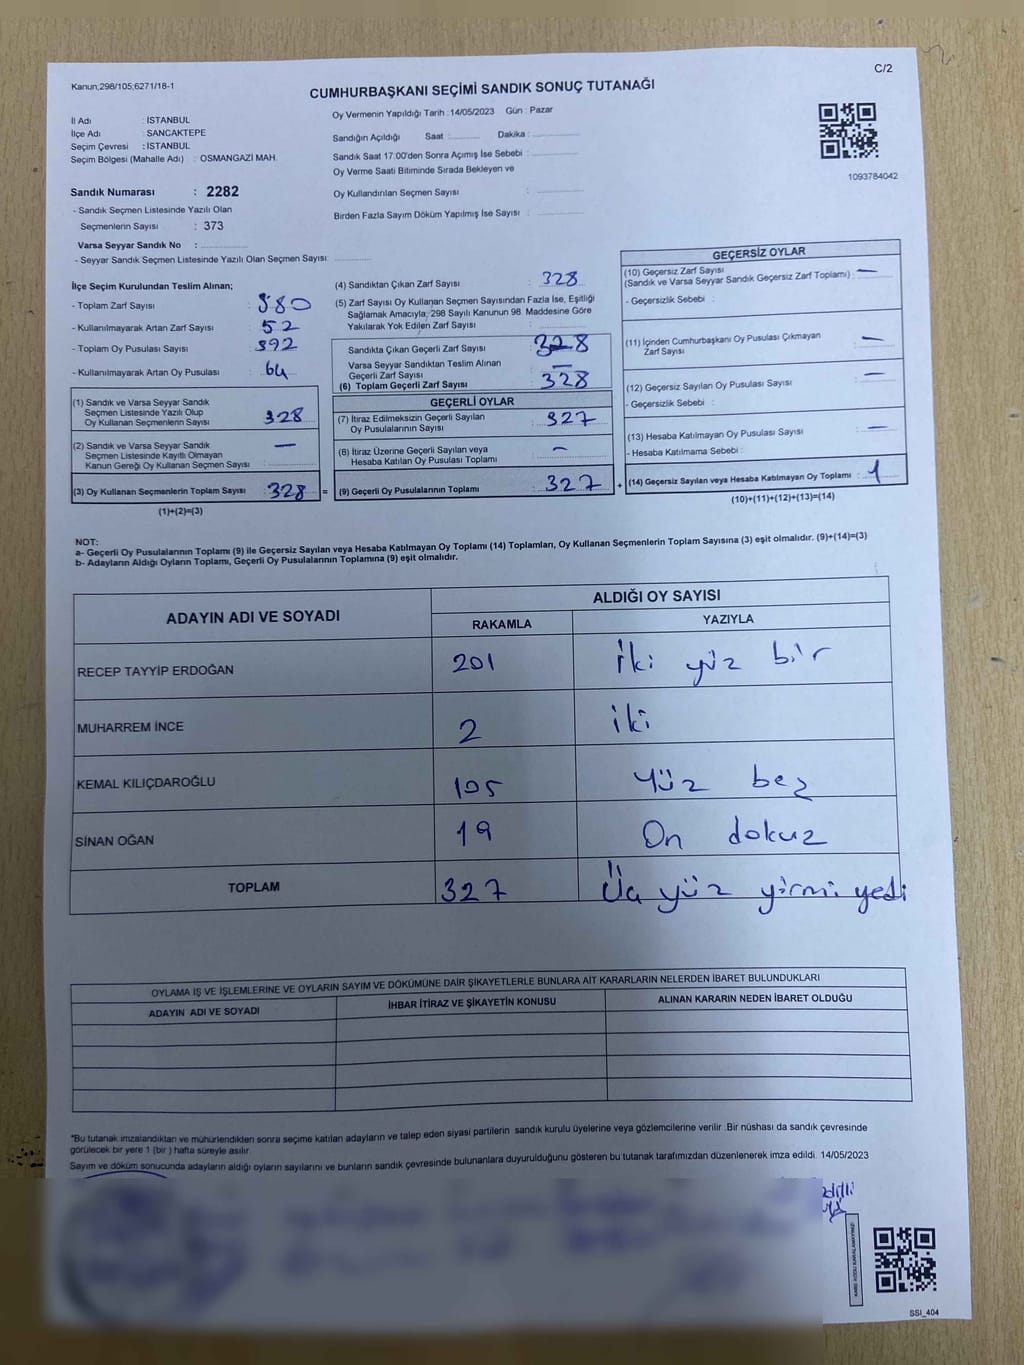 Kanun;298/105;6271/18-1
C/2
CUMHURBAŞKANI SEÇİMİ SANDIK SONUÇ TUTANAĞI
İl Adı : İSTANBUL
İlçe Adı : SANCAKTEPE
Seçim Çevresi : İSTANBUL
Seçim Bölgesi (Mahalle Adı) : OSMANGAZİ MAH.
Oy Vermenin Yapıldığı Tarih : 14/05/2023 Gün : Pazar
Sandığın Açıldığı Saat : Dakika :
Sandık Saat 17:00'den Sonra Açımış İse Sebebi :
Oy Verme Saati Bitiminde Sırada Bekleyen ve
Oy Kullandırılan Seçmen Sayısı :
Birden Fazla Sayım Döküm Yapılmış İse Sayısı :
1093784042
Sandık Numarası : 2282
- Sandık Seçmen Listesinde Yazılı Olan
Seçmenlerin Sayısı : 373
Varsa Seyyar Sandık No :
- Seyyar Sandık Seçmen Listesinde Yazılı Olan Seçmen Sayısı:
İlçe Seçim Kurulundan Teslim Alınan;
- Toplam Zarf Sayısı : 380
- Kullanılmayarak Artan Zarf Sayısı : 52
- Toplam Oy Pusulası Sayısı : 392
- Kullanılmayarak Artan Oy Pusulası : 64
(1) Sandık ve Varsa Seyyar Sandık
Seçmen Listesinde Yazılı Olup
Oy Kullanan Seçmenlerin Sayısı : 328
(2) Sandık ve Varsa Seyyar Sandık
Seçmen Listesinde Kayıtlı Olmayan
Kanun Gereği Oy Kullanan Seçmen Sayısı : —
(3) Oy Kullanan Seçmenlerin Toplam Sayısı : 328 =
(1)+(2)=(3)
(4) Sandıktan Çıkan Zarf Sayısı : 328
(5) Zarf Sayısı Oy Kullanan Seçmen Sayısından Fazla İse, Eşitliği
Sağlamak Amacıyla, 298 Sayılı Kanunun 98. Maddesine Göre
Yakılarak Yok Edilen Zarf Sayısı :
Sandıkta Çıkan Geçerli Zarf Sayısı : 328
Varsa Seyyar Sandıktan Teslim Alınan
Geçerli Zarf Sayısı : —
(6) Toplam Geçerli Zarf Sayısı : 328
GEÇERLİ OYLAR
(7) İtiraz Edilmeksizin Geçerli Sayılan
Oy Pusulalarının Sayısı : 327
(8) İtiraz Üzerine Geçerli Sayılan veya
Hesaba Katılan Oy Pusulası Toplamı : —
(9) Geçerli Oy Pusulalarının Toplamı : 327 +
GEÇERSİZ OYLAR
(10) Geçersiz Zarf Sayısı
(Sandık ve Varsa Seyyar Sandık Geçersiz Zarf Toplamı) : —
- Geçersizlik Sebebi :
(11) İçinden Cumhurbaşkanı Oy Pusulası Çıkmayan
Zarf Sayısı : —
(12) Geçersiz Sayılan Oy Pusulası Sayısı : —
- Geçersizlik Sebebi :
(13) Hesaba Katılmayan Oy Pusulası Sayısı : —
- Hesaba Katılmama Sebebi :
(14) Geçersiz Sayılan veya Hesaba Katılmayan Oy Toplamı : 1
(10)+(11)+(12)+(13)=(14)
NOT:
a- Geçerli Oy Pusulalarının Toplamı (9) ile Geçersiz Sayılan veya Hesaba Katılmayan Oy Toplamı (14) Toplamları, Oy Kullanan Seçmenlerin Toplam Sayısına (3) eşit olmalıdır. (9)+(14)=(3)
b- Adayların Aldığı Oyların Toplamı, Geçerli Oy Pusulalarının Toplamına (9) eşit olmalıdır.
ADAYIN ADI VE SOYADI ALDIĞI OY SAYISI
RAKAMLA YAZIYLA
RECEP TAYYİP ERDOĞAN 201 iki yüz bir
MUHARREM İNCE 2 iki
KEMAL KILIÇDAROĞLU 105 Yüz beş
SİNAN OĞAN 19 On dokuz
TOPLAM 327 Üç yüz yirmi yedi
OYLAMA İŞ VE İŞLEMLERİNE VE OYLARIN SAYIM VE DÖKÜMÜNE DAİR ŞİKAYETLERLE BUNLARA AİT KARARLARIN NELERDEN İBARET BULUNDUKLARI
ADAYIN ADI VE SOYADI İHBAR İTİRAZ VE ŞİKAYETİN KONUSU ALINAN KARARIN NEDEN İBARET OLDUĞU
*Bu tutanak imzalandıktan ve mühürlendikten sonra seçime katılan adayların ve talep eden siyasi partilerin sandık kurulu üyelerine veya gözlemcilerine verilir. Bir nüshası da sandık çevresinde
görülecek bir yere 1 (bir) hafta süreyle asılır.
Sayım ve döküm sonucunda adayların aldığı oyların sayılarını ve bunların sandık çevresinde bulunanlara duyurulduğunu gösteren bu tutanak tarafımızdan düzenlenerek imza edildi. 14/05/2023
SSI_404